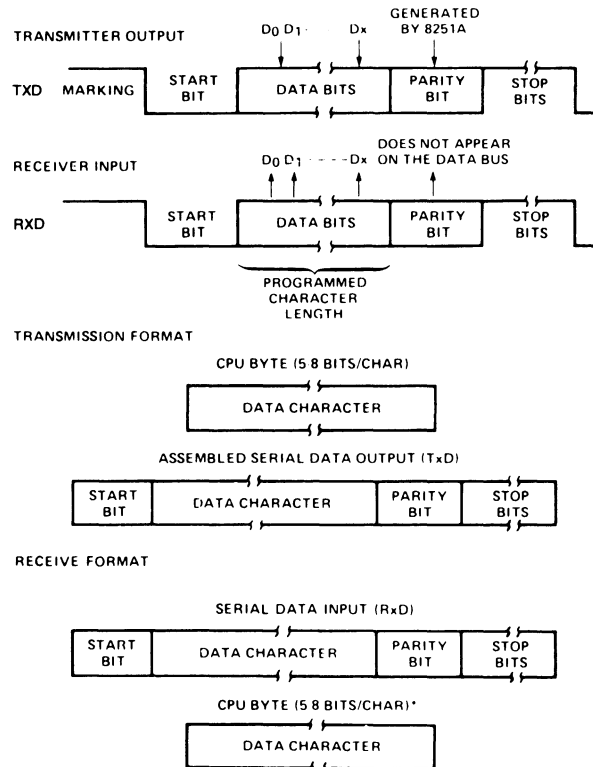 TRANSMITTER OUTPUT
D0 D1 · · · · Dx
GENERATED
BY 8251A
TXD MARKING
START
BIT
DATA BITS
PARITY
BIT
STOP
BITS
RECEIVER INPUT
D0 D1 - - - - Dx
DOES NOT APPEAR
ON THE DATA BUS
RXD
START
BIT
DATA BITS
PARITY
BIT
STOP
BITS
PROGRAMMED
CHARACTER
LENGTH
TRANSMISSION FORMAT
CPU BYTE (5 8 BITS/CHAR)
DATA CHARACTER
ASSEMBLED SERIAL DATA OUTPUT (TxD)
START
BIT
DATA CHARACTER
PARITY
BIT
STOP
BITS
RECEIVE FORMAT
SERIAL DATA INPUT (RxD)
START
BIT
DATA CHARACTER
PARITY
BIT
STOP
BITS
CPU BYTE (5 8 BITS/CHAR)*
DATA CHARACTER